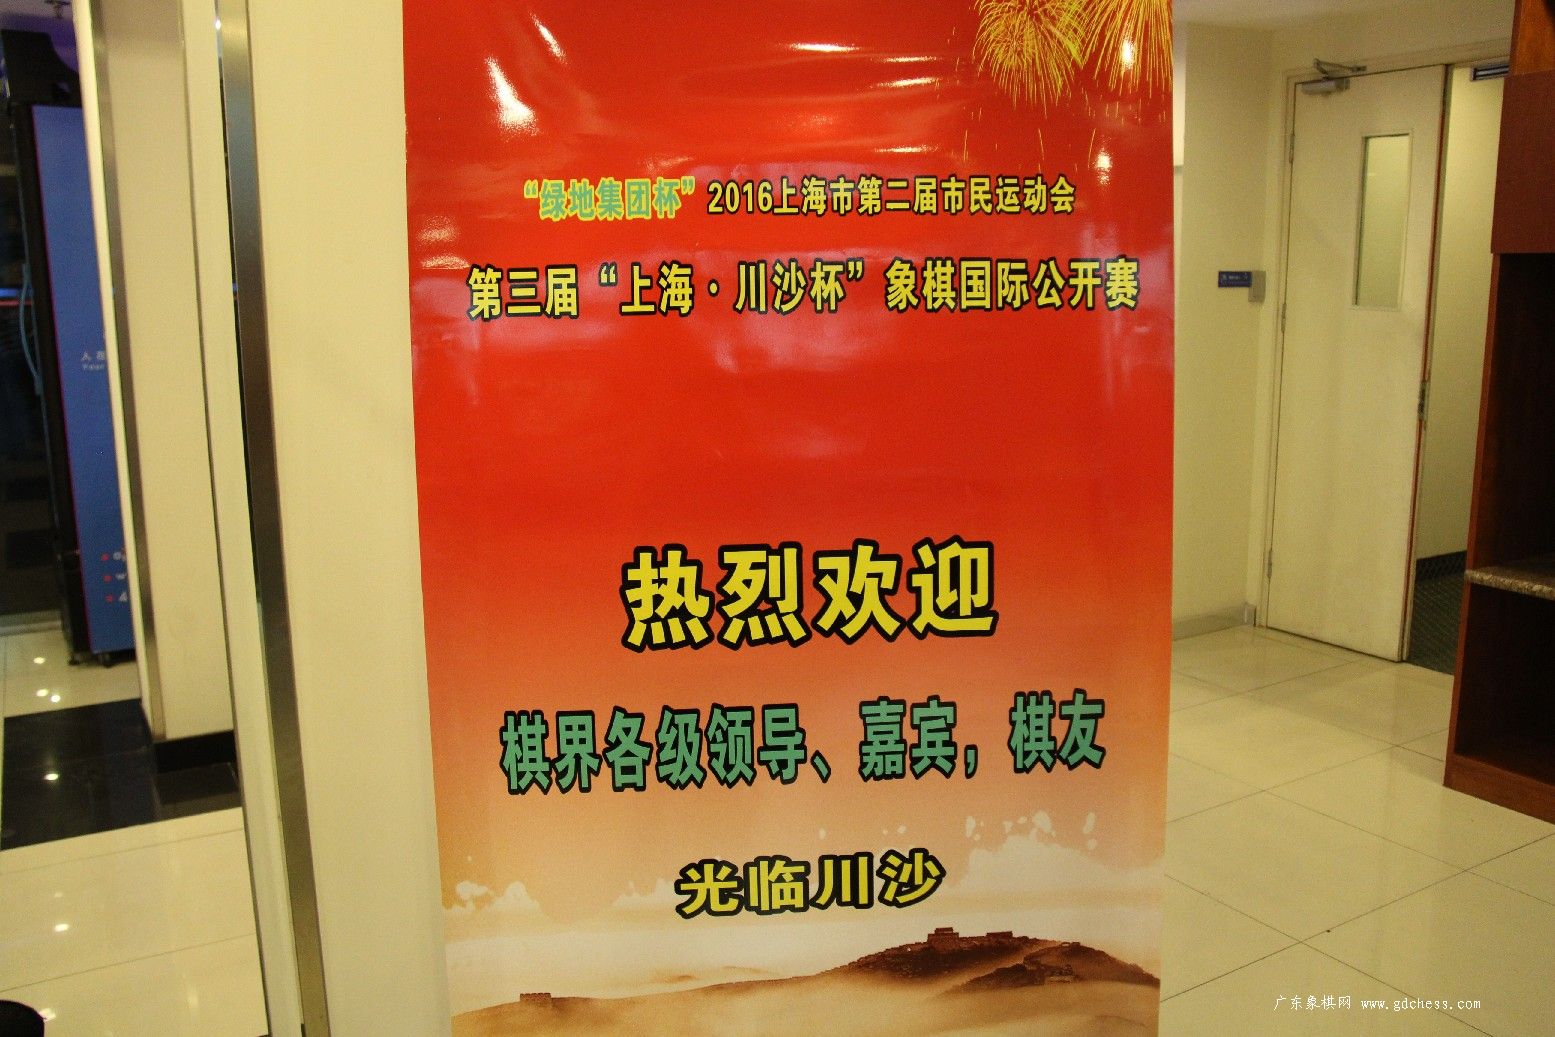 “绿地集团杯”2016上海市第二届市民运动会
第三届“上海·川沙杯”象棋国际公开赛
热烈欢迎
棋界各级领导、嘉宾，棋友
光临川沙
广东象棋网 www.gdchess.com